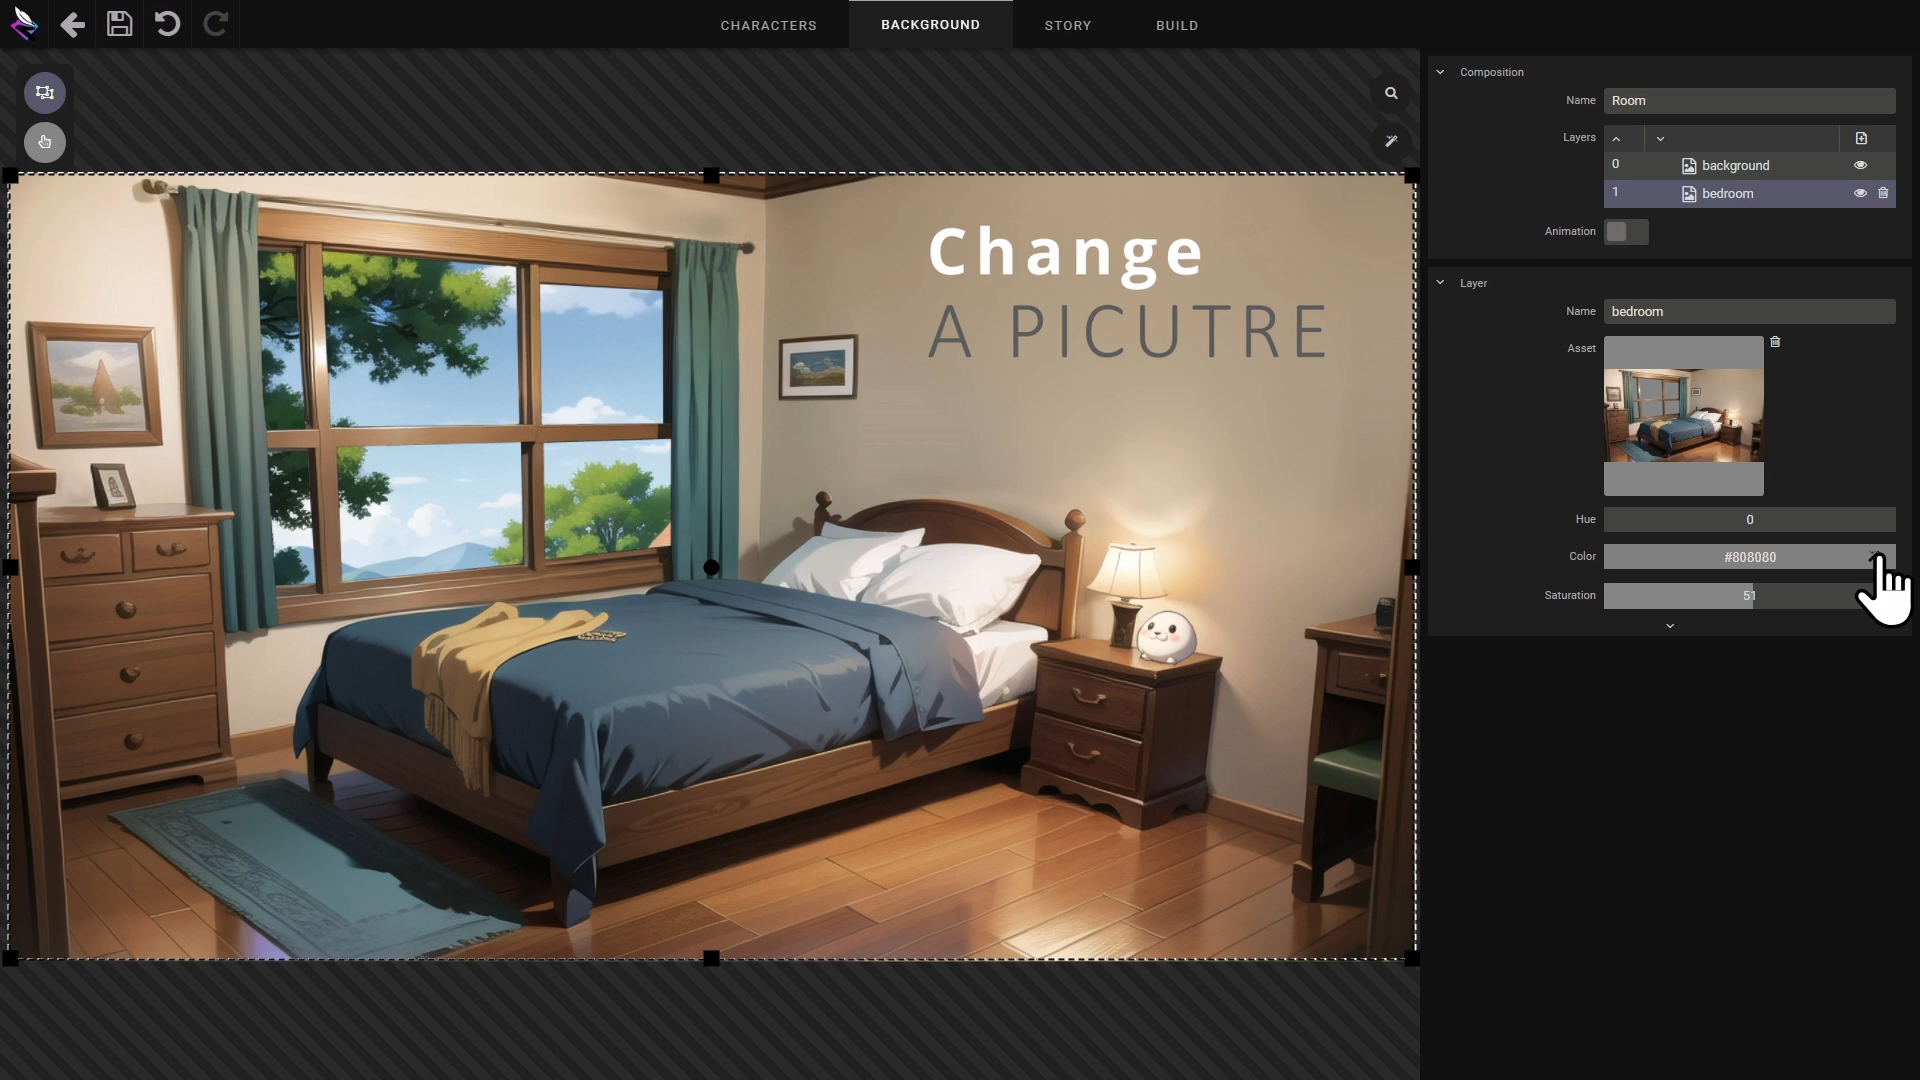 CHARACTERS
BACKGROUND
STORY
BUILD
Change
A PICUTRE
Composition
Name
Room
Layers
0
background
1
bedroom
Animation
Layer
Name
bedroom
Asset
Hue
0
Color
#808080
Saturation
51